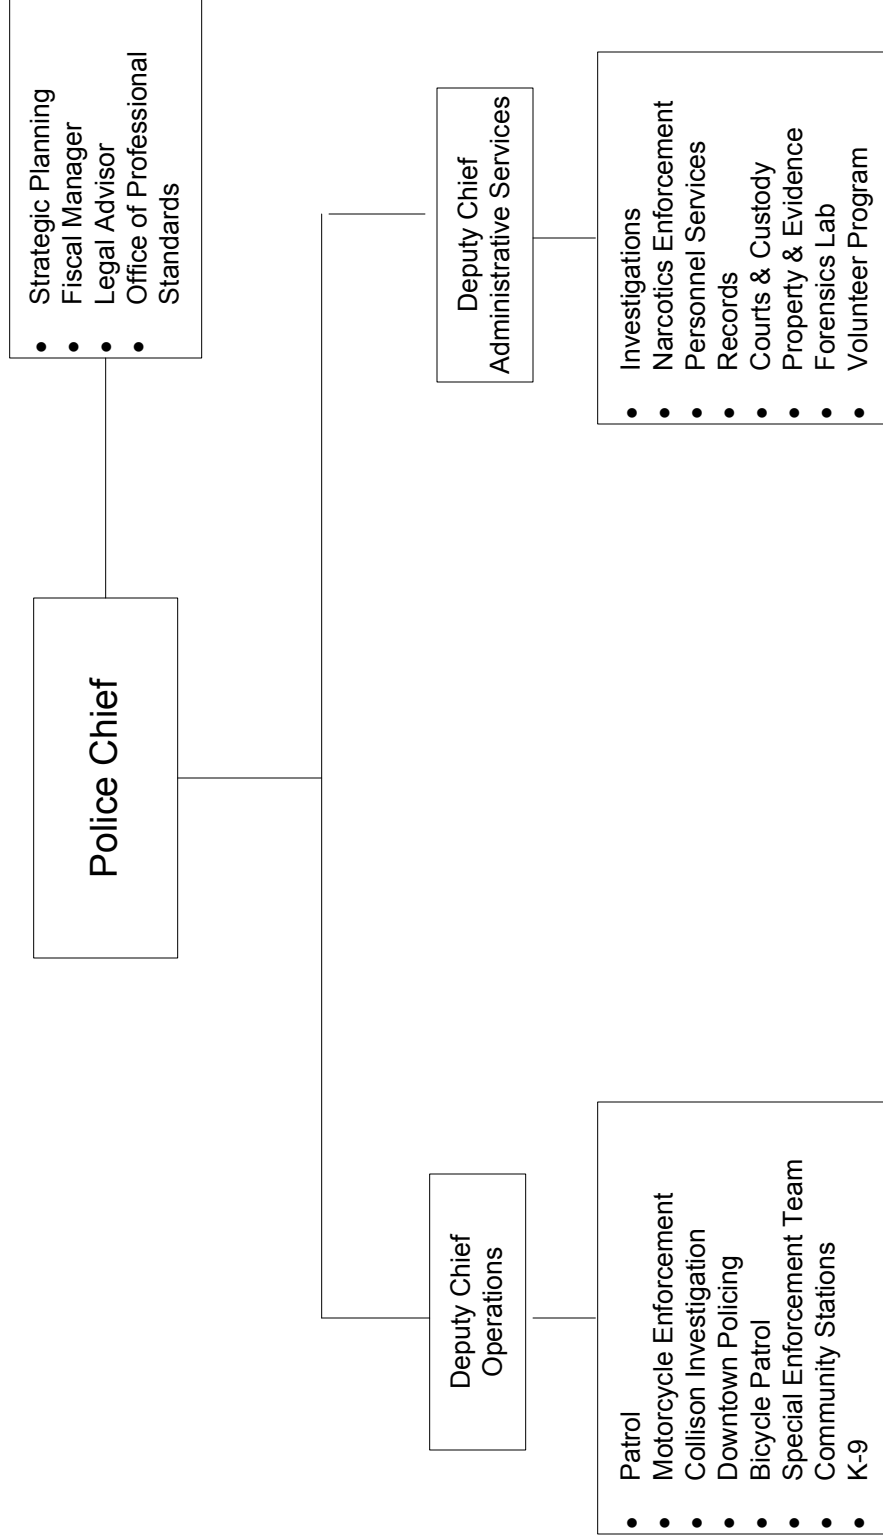 Police Chief
• Strategic Planning
• Fiscal Manager
• Legal Advisor
• Office of Professional
Standards
Deputy Chief
Operations
Deputy Chief
Administrative Services
• Patrol
• Motorcycle Enforcement
• Collison Investigation
• Downtown Policing
• Bicycle Patrol
• Special Enforcement Team
• Community Stations
• K-9
• Investigations
• Narcotics Enforcement
• Personnel Services
• Records
• Courts & Custody
• Property & Evidence
• Forensics Lab
• Volunteer Program